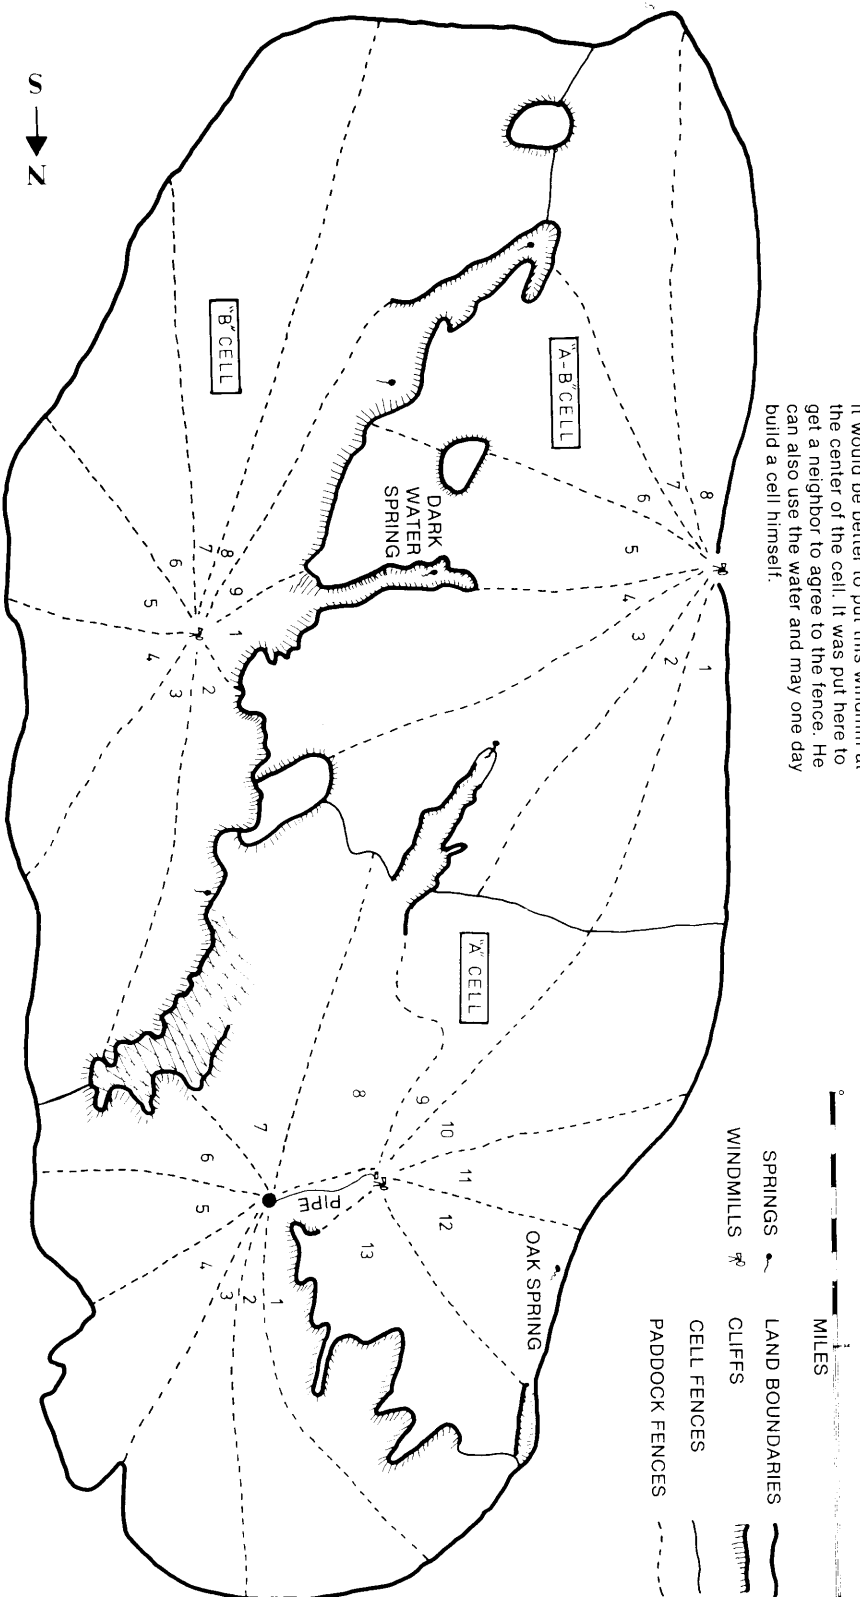 It would be better to put this windmill at
the center of the cell. It was put here to
get a neighbor to agree to the fence. He
can also use the water and may one day
build a cell himself.
S
N
"B" CELL
"A-B" CELL
DARK
WATER
SPRING
8
7
6
5
4
3
2
1
7
8
9
6
5
1
2
4
3
"A" CELL
8
9
10
7
11
6
12
5
PIPE
13
4
3
2
1
OAK SPRING
0
1
MILES
SPRINGS
WINDMILLS
LAND BOUNDARIES
CLIFFS
CELL FENCES
PADDOCK FENCES